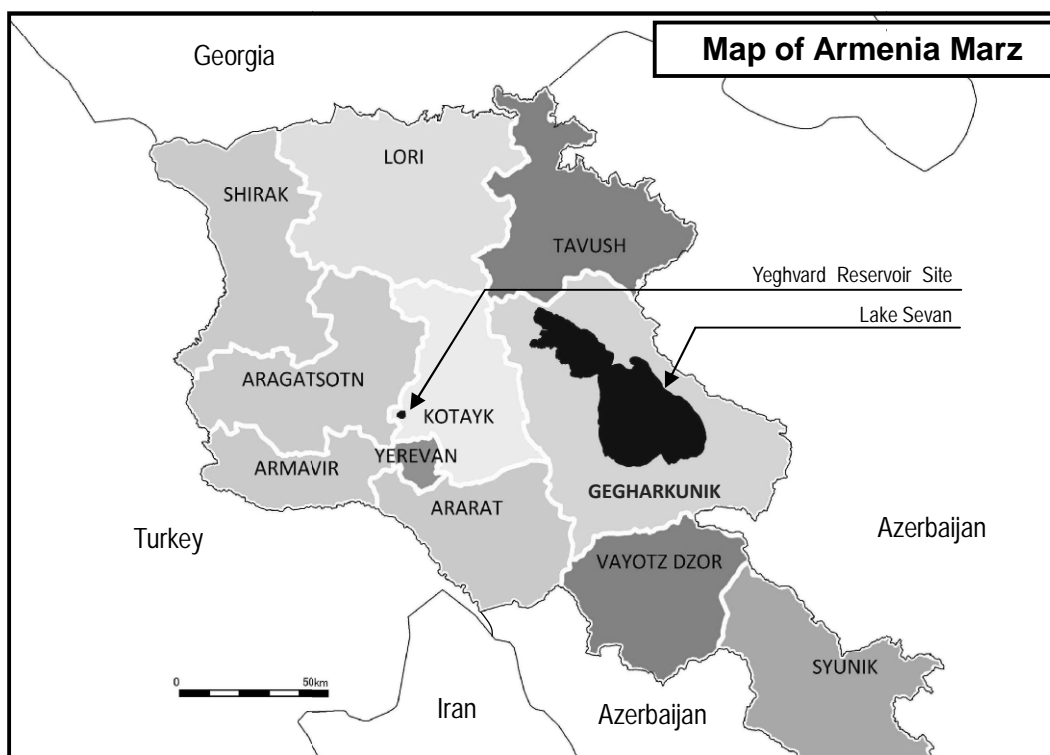 Map of Armenia Marz
Georgia
LORI
SHIRAK
TAVUSH
Yeghvard Reservoir Site
Lake Sevan
ARAGATSOTN
KOTAYK
YEREVAN
ARMAVIR
GEGHARKUNIK
ARARAT
Turkey
Azerbaijan
VAYOTZ DZOR
SYUNIK
0
50km
Iran
Azerbaijan